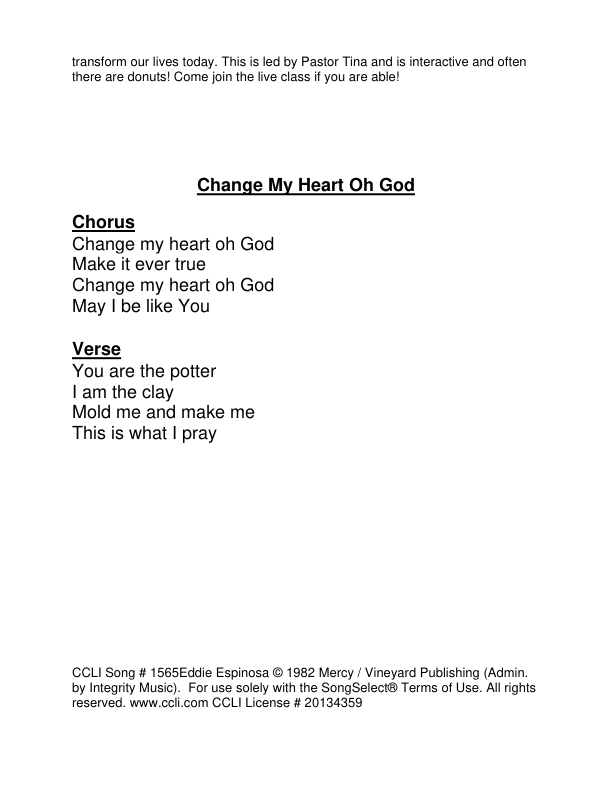 transform our lives today. This is led by Pastor Tina and is interactive and often
there are donuts! Come join the live class if you are able!
Change My Heart Oh God
Chorus
Change my heart oh God
Make it ever true
Change my heart oh God
May I be like You
Verse
You are the potter
I am the clay
Mold me and make me
This is what I pray
CCLI Song # 1565Eddie Espinosa © 1982 Mercy / Vineyard Publishing (Admin.
by Integrity Music).  For use solely with the SongSelect® Terms of Use. All rights
reserved. www.ccli.com CCLI License # 20134359